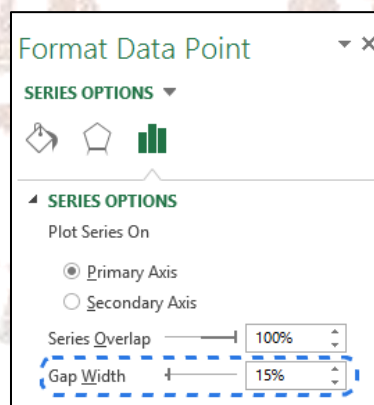 Format Data Point
SERIES OPTIONS
SERIES OPTIONS
Plot Series On
Primary Axis
Secondary Axis
Series Overlap 100%
Gap Width 15%